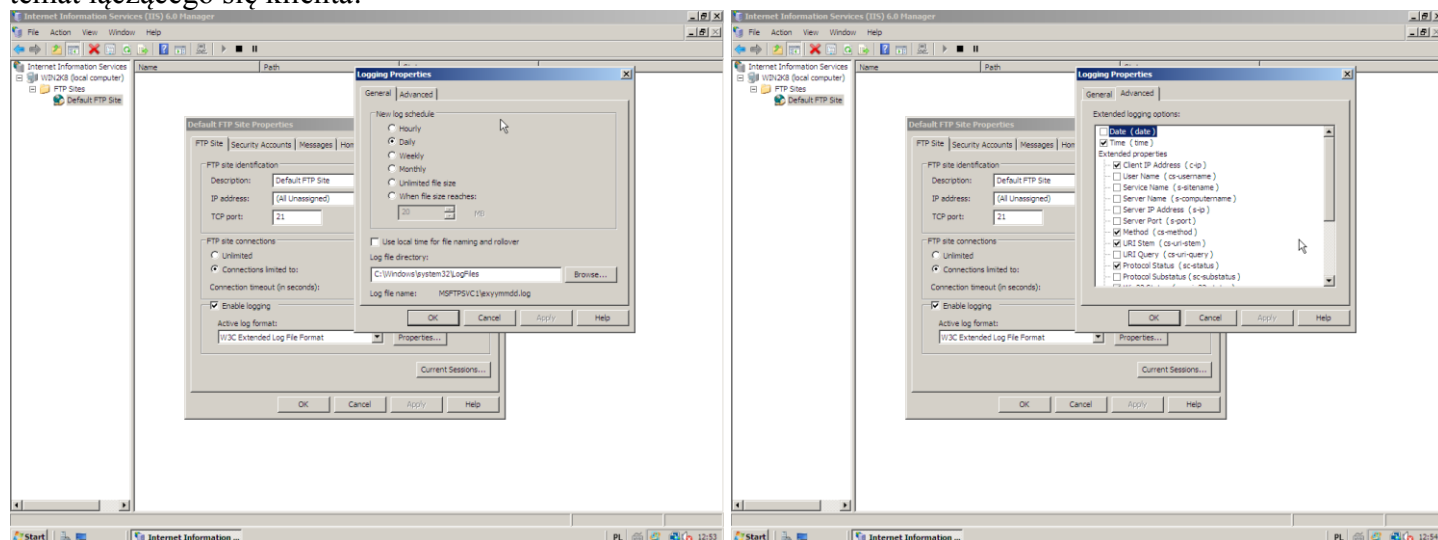 temat łączącego się klienta.
Internet Information Services (IIS) 6.0 Manager
File Action View Window Help
Internet Information Services
WIN2K8 (local computer)
FTP Sites
Default FTP Site
Name Path
Default FTP Site Properties
FTP Site Security Accounts Messages
FTP site identification
Description: Default FTP Site
IP address: (All Unassigned)
TCP port: 21
FTP site connections
Unlimited
Connections limited to:
Connection timeout (in seconds):
Enable logging
Active log format:
W3C Extended Log File Format Properties...
Current Sessions...
OK Cancel Apply Help
Logging Properties
General Advanced
New log schedule
Hourly
Daily
Weekly
Monthly
Unlimited file size
When file size reaches:
20
Use local time for file naming and rollover
Log file directory:
C:\Windows\system32\LogFiles Browse...
Log file name: MSFTPSVC1\exyymmdd.log
OK Cancel Apply Help
Start Internet Information ... PL 12:53
Internet Information Services (IIS) 6.0 Manager
File Action View Window Help
Internet Information Services
WIN2K8 (local computer)
FTP Sites
Default FTP Site
Name Path
Default FTP Site Properties
FTP Site Security Accounts Messages
FTP site identification
Description: Default FTP Site
IP address: (All Unassigned)
TCP port: 21
FTP site connections
Unlimited
Connections limited to:
Connection timeout (in seconds):
Enable logging
Active log format:
W3C Extended Log File Format Properties...
Current Sessions...
OK Cancel Apply Help
Logging Properties
General Advanced
Extended logging options:
Date ( date )
Time ( time )
Extended properties
Client IP Address ( c-ip )
User Name ( cs-username )
Service Name ( s-sitename )
Server Name ( s-computername )
Server IP Address ( s-ip )
Server Port ( s-port )
Method ( cs-method )
URI Stem ( cs-uri-stem )
URI Query ( cs-uri-query )
Protocol Status ( sc-status )
Protocol Substatus ( sc-substatus )
OK Cancel Apply Help
Start Internet Information ... PL 12:54